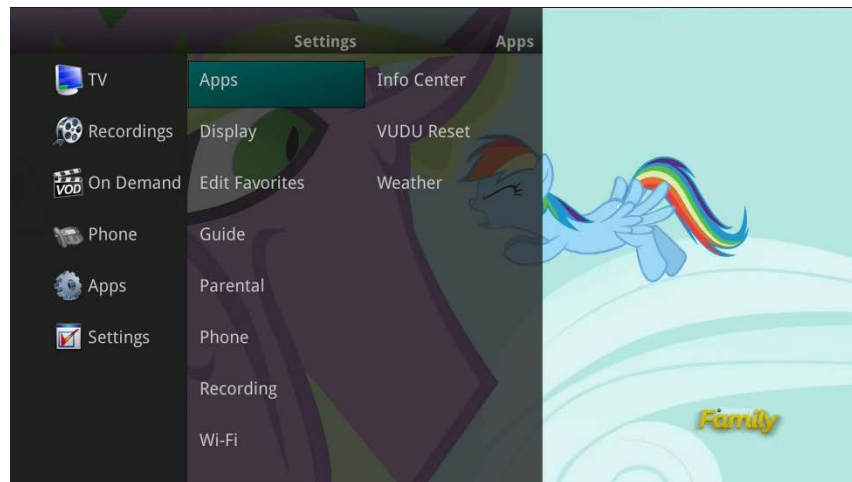 Settings Apps
TV
Recordings
VOD On Demand
Phone
Apps
Settings
Apps
Display
Edit Favorites
Guide
Parental
Phone
Recording
Wi-Fi
Info Center
VUDU Reset
Weather
Family